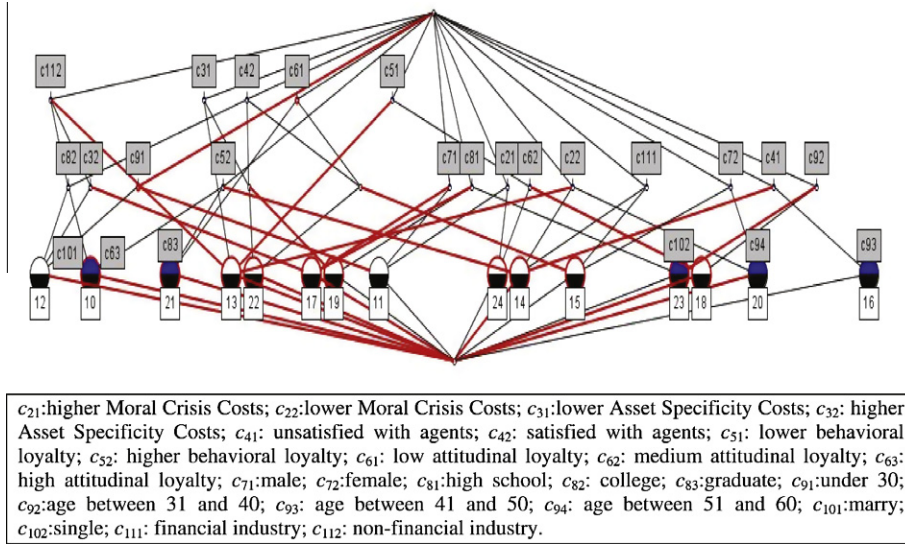 c112 c31 c42 c61 c51
c82 c32 c91 c52 c71 c81 c21 c62 c22 c111 c72 c41 c92
c101 c63 c83 c102 c94 c93
12 10 21 13 22 17 19 11 24 14 15 23 18 20 16
c₂₁:higher Moral Crisis Costs; c₂₂:lower Moral Crisis Costs; c₃₁:lower Asset Specificity Costs; c₃₂: higher
Asset Specificity Costs; c₄₁: unsatisfied with agents; c₄₂: satisfied with agents; c₅₁: lower behavioral
loyalty; c₅₂: higher behavioral loyalty; c₆₁: low attitudinal loyalty; c₆₂: medium attitudinal loyalty; c₆₃:
high attitudinal loyalty; c₇₁:male; c₇₂:female; c₈₁:high school; c₈₂: college; c₈₃:graduate; c₉₁:under 30;
c₉₂:age between 31 and 40; c₉₃: age between 41 and 50; c₉₄: age between 51 and 60; c₁₀₁:marry;
c₁₀₂:single; c₁₁₁: financial industry; c₁₁₂: non-financial industry.